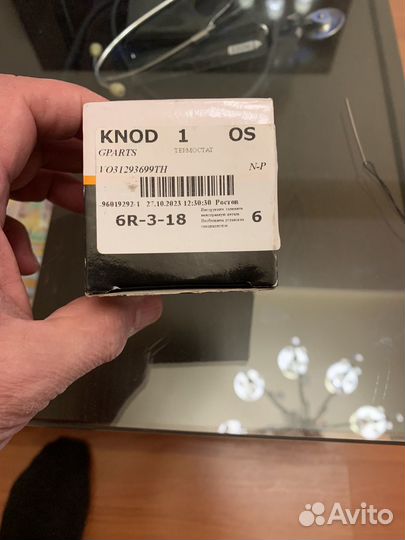 KNOD 1 OS
GPARTS ТЕРМОСТАТ
VO31293699TH N-P
.96019292-1 27.10.2023 12:30:30 Ростов
6R-3-18 6
Avito